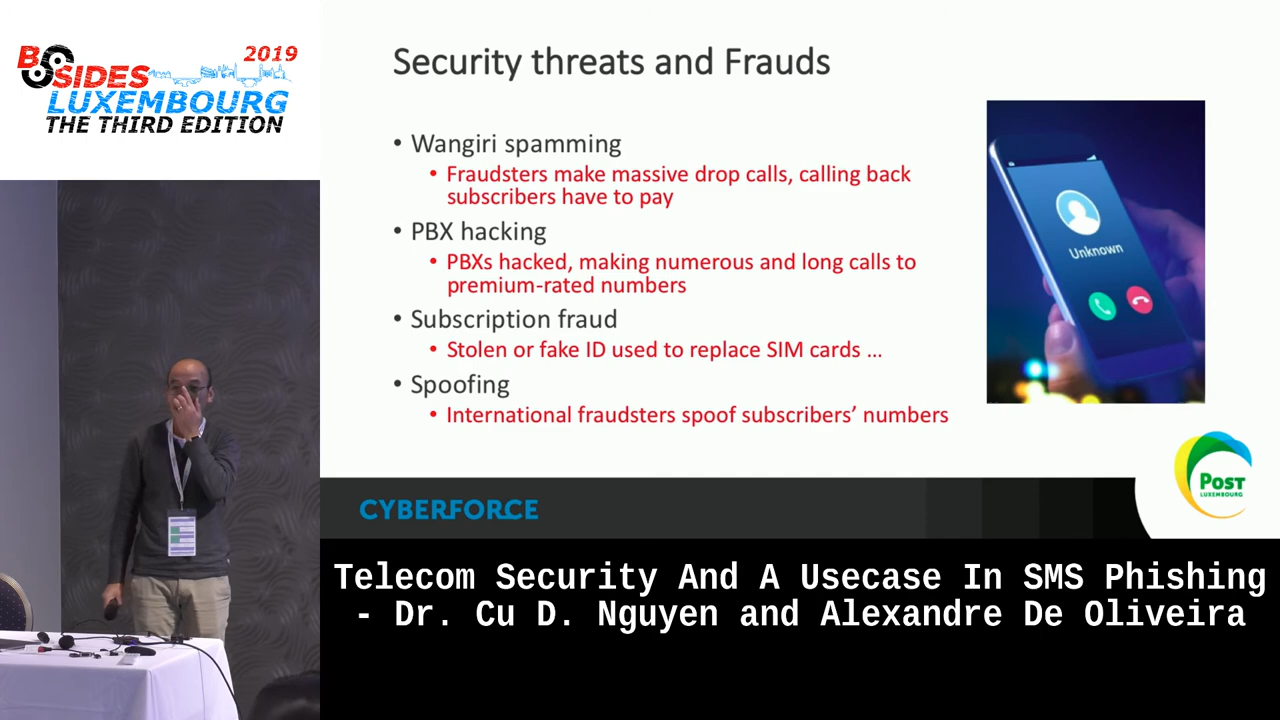 BSIDES
2019
LUXEMBOURG
THE THIRD EDITION
Security threats and Frauds
• Wangiri spamming
• Fraudsters make massive drop calls, calling back
subscribers have to pay
• PBX hacking
• PBXs hacked, making numerous and long calls to
premium-rated numbers
• Subscription fraud
• Stolen or fake ID used to replace SIM cards ...
• Spoofing
• International fraudsters spoof subscribers’ numbers
Unknown
POST
LUXEMBOURG
CYBERFORCE
Telecom Security And A Usecase In SMS Phishing
- Dr. Cu D. Nguyen and Alexandre De Oliveira